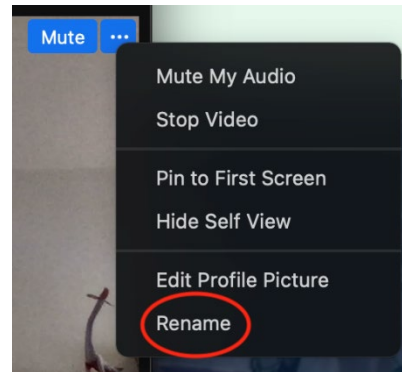 Mute ...
Mute My Audio
Stop Video
Pin to First Screen
Hide Self View
Edit Profile Picture
Rename